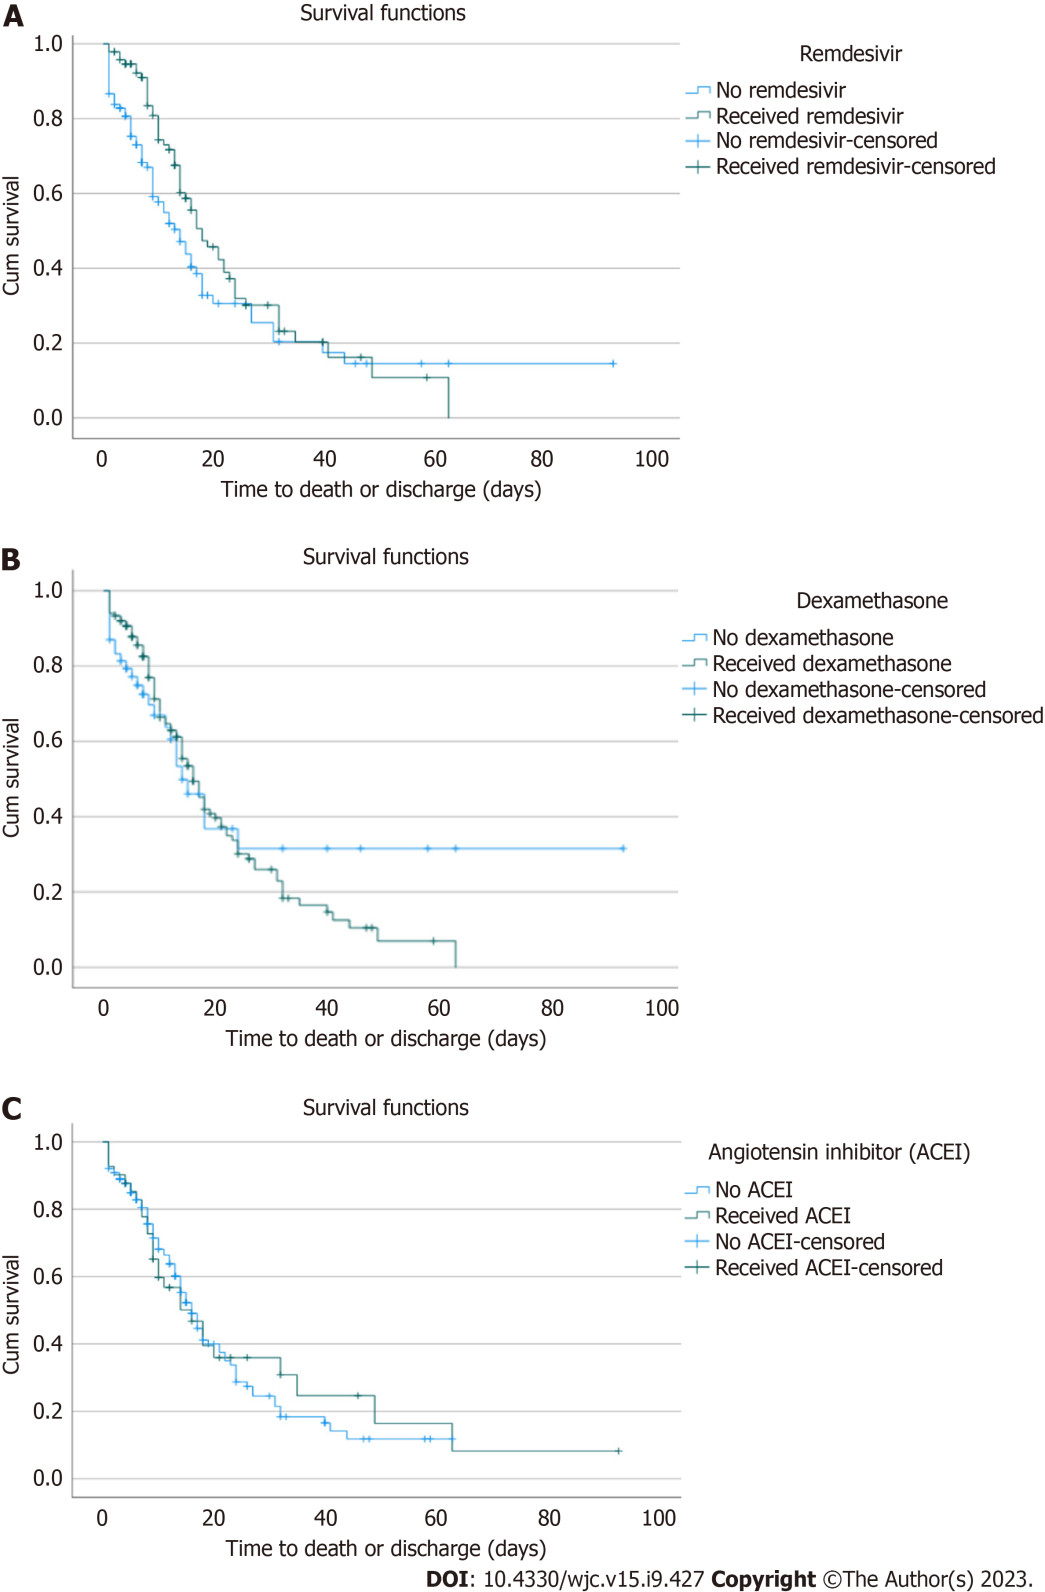 A
Survival functions
Remdesivir
No remdesivir
Received remdesivir
No remdesivir-censored
Received remdesivir-censored
Cum survival
1.0
0.8
0.6
0.4
0.2
0.0
0 20 40 60 80 100
Time to death or discharge (days)
B
Survival functions
Dexamethasone
No dexamethasone
Received dexamethasone
No dexamethasone-censored
Received dexamethasone-censored
Cum survival
1.0
0.8
0.6
0.4
0.2
0.0
0 20 40 60 80 100
Time to death or discharge (days)
C
Survival functions
Angiotensin inhibitor (ACEI)
No ACEI
Received ACEI
No ACEI-censored
Received ACEI-censored
Cum survival
1.0
0.8
0.6
0.4
0.2
0.0
0 20 40 60 80 100
Time to death or discharge (days)
DOI: 10.4330/wjc.v15.i9.427 Copyright ©The Author(s) 2023.